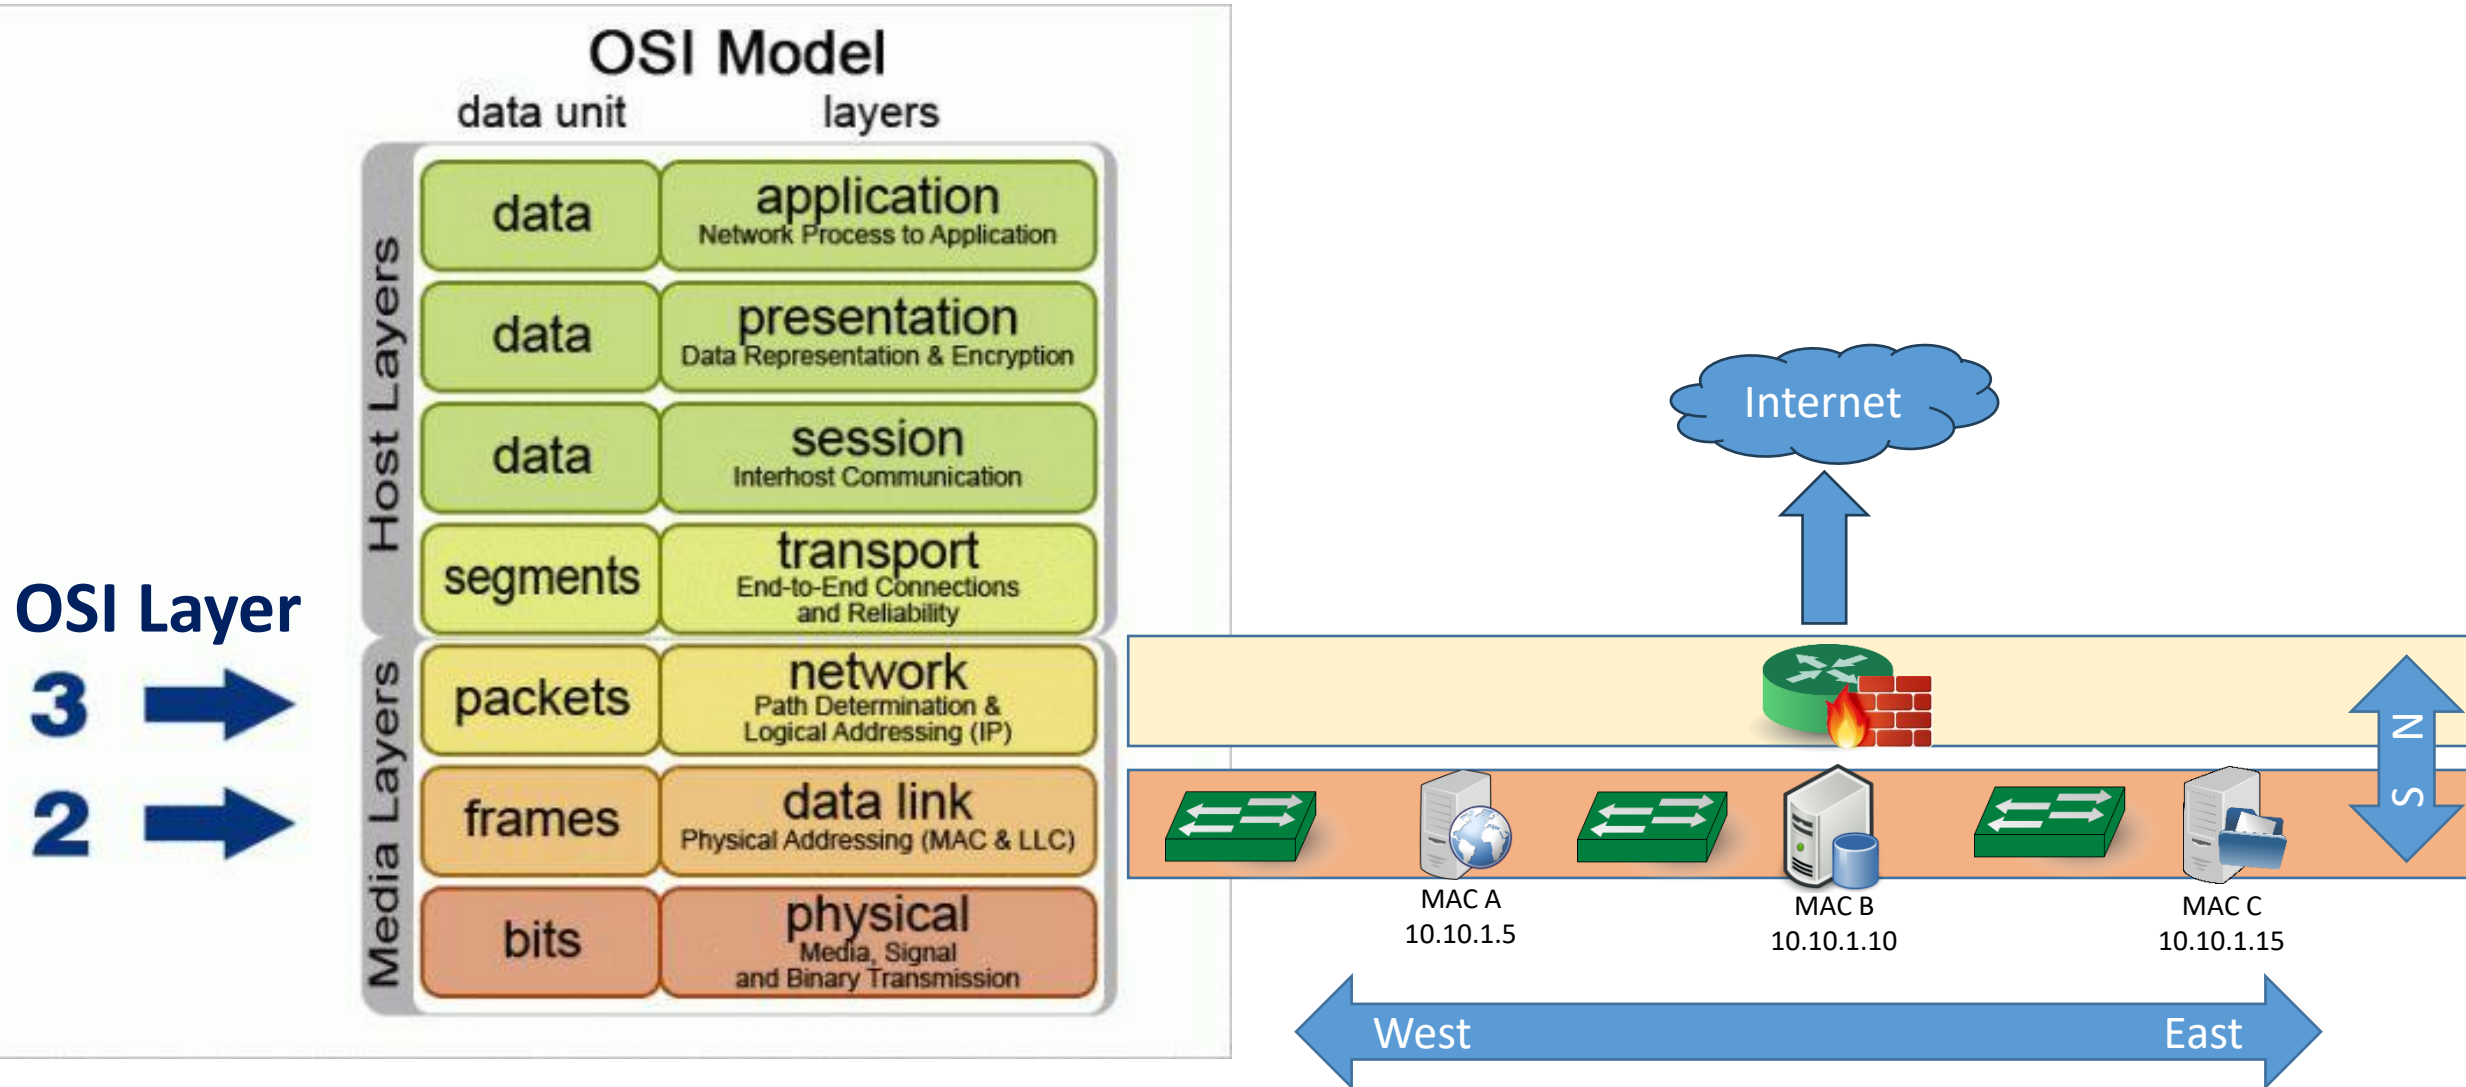 OSI Model
data unit
layers
Host Layers
data
application
Network Process to Application
data
presentation
Data Representation & Encryption
data
session
Interhost Communication
segments
transport
End-to-End Connections
and Reliability
Media Layers
packets
network
Path Determination &
Logical Addressing (IP)
frames
data link
Physical Addressing (MAC & LLC)
bits
physical
Media, Signal
and Binary Transmission
OSI Layer
3
2
Internet
N
S
MAC A
10.10.1.5
MAC B
10.10.1.10
MAC C
10.10.1.15
West
East